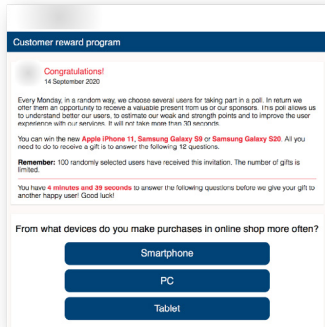 Customer reward program
Congratulations!
14 September 2020
Every Monday, in a random way, we choose several users for taking part in a poll. In return we
offer them an opportunity to receive a valuable present from us or our sponsors. This poll allows us
to understand better our users, to estimate our weak and strength points and to improve the user
experience with our services. It will not take more than 30 seconds.
You can win the new Apple iPhone 11, Samsung Galaxy S9 or Samsung Galaxy S20. All you
need to do to receive a gift is to answer the following 12 questions.
Remember: 100 randomly selected users have received this invitation. The number of gifts is
limited.
You have 4 minutes and 39 seconds to answer the following questions before we give your gift to
another happy user! Good luck!
From what devices do you make purchases in online shop more often?
Smartphone
PC
Tablet